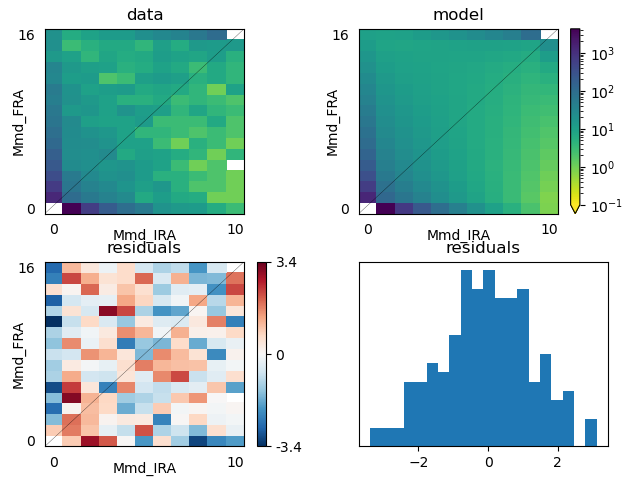 data
16
0
Mmd_FRA
0
10
Mmd_IRA
model
16
0
Mmd_FRA
0
10
Mmd_IRA
10³
10²
10¹
10⁰
10⁻¹
residuals
16
0
Mmd_FRA
0
10
Mmd_IRA
3.4
0
-3.4
residuals
−2
0
2